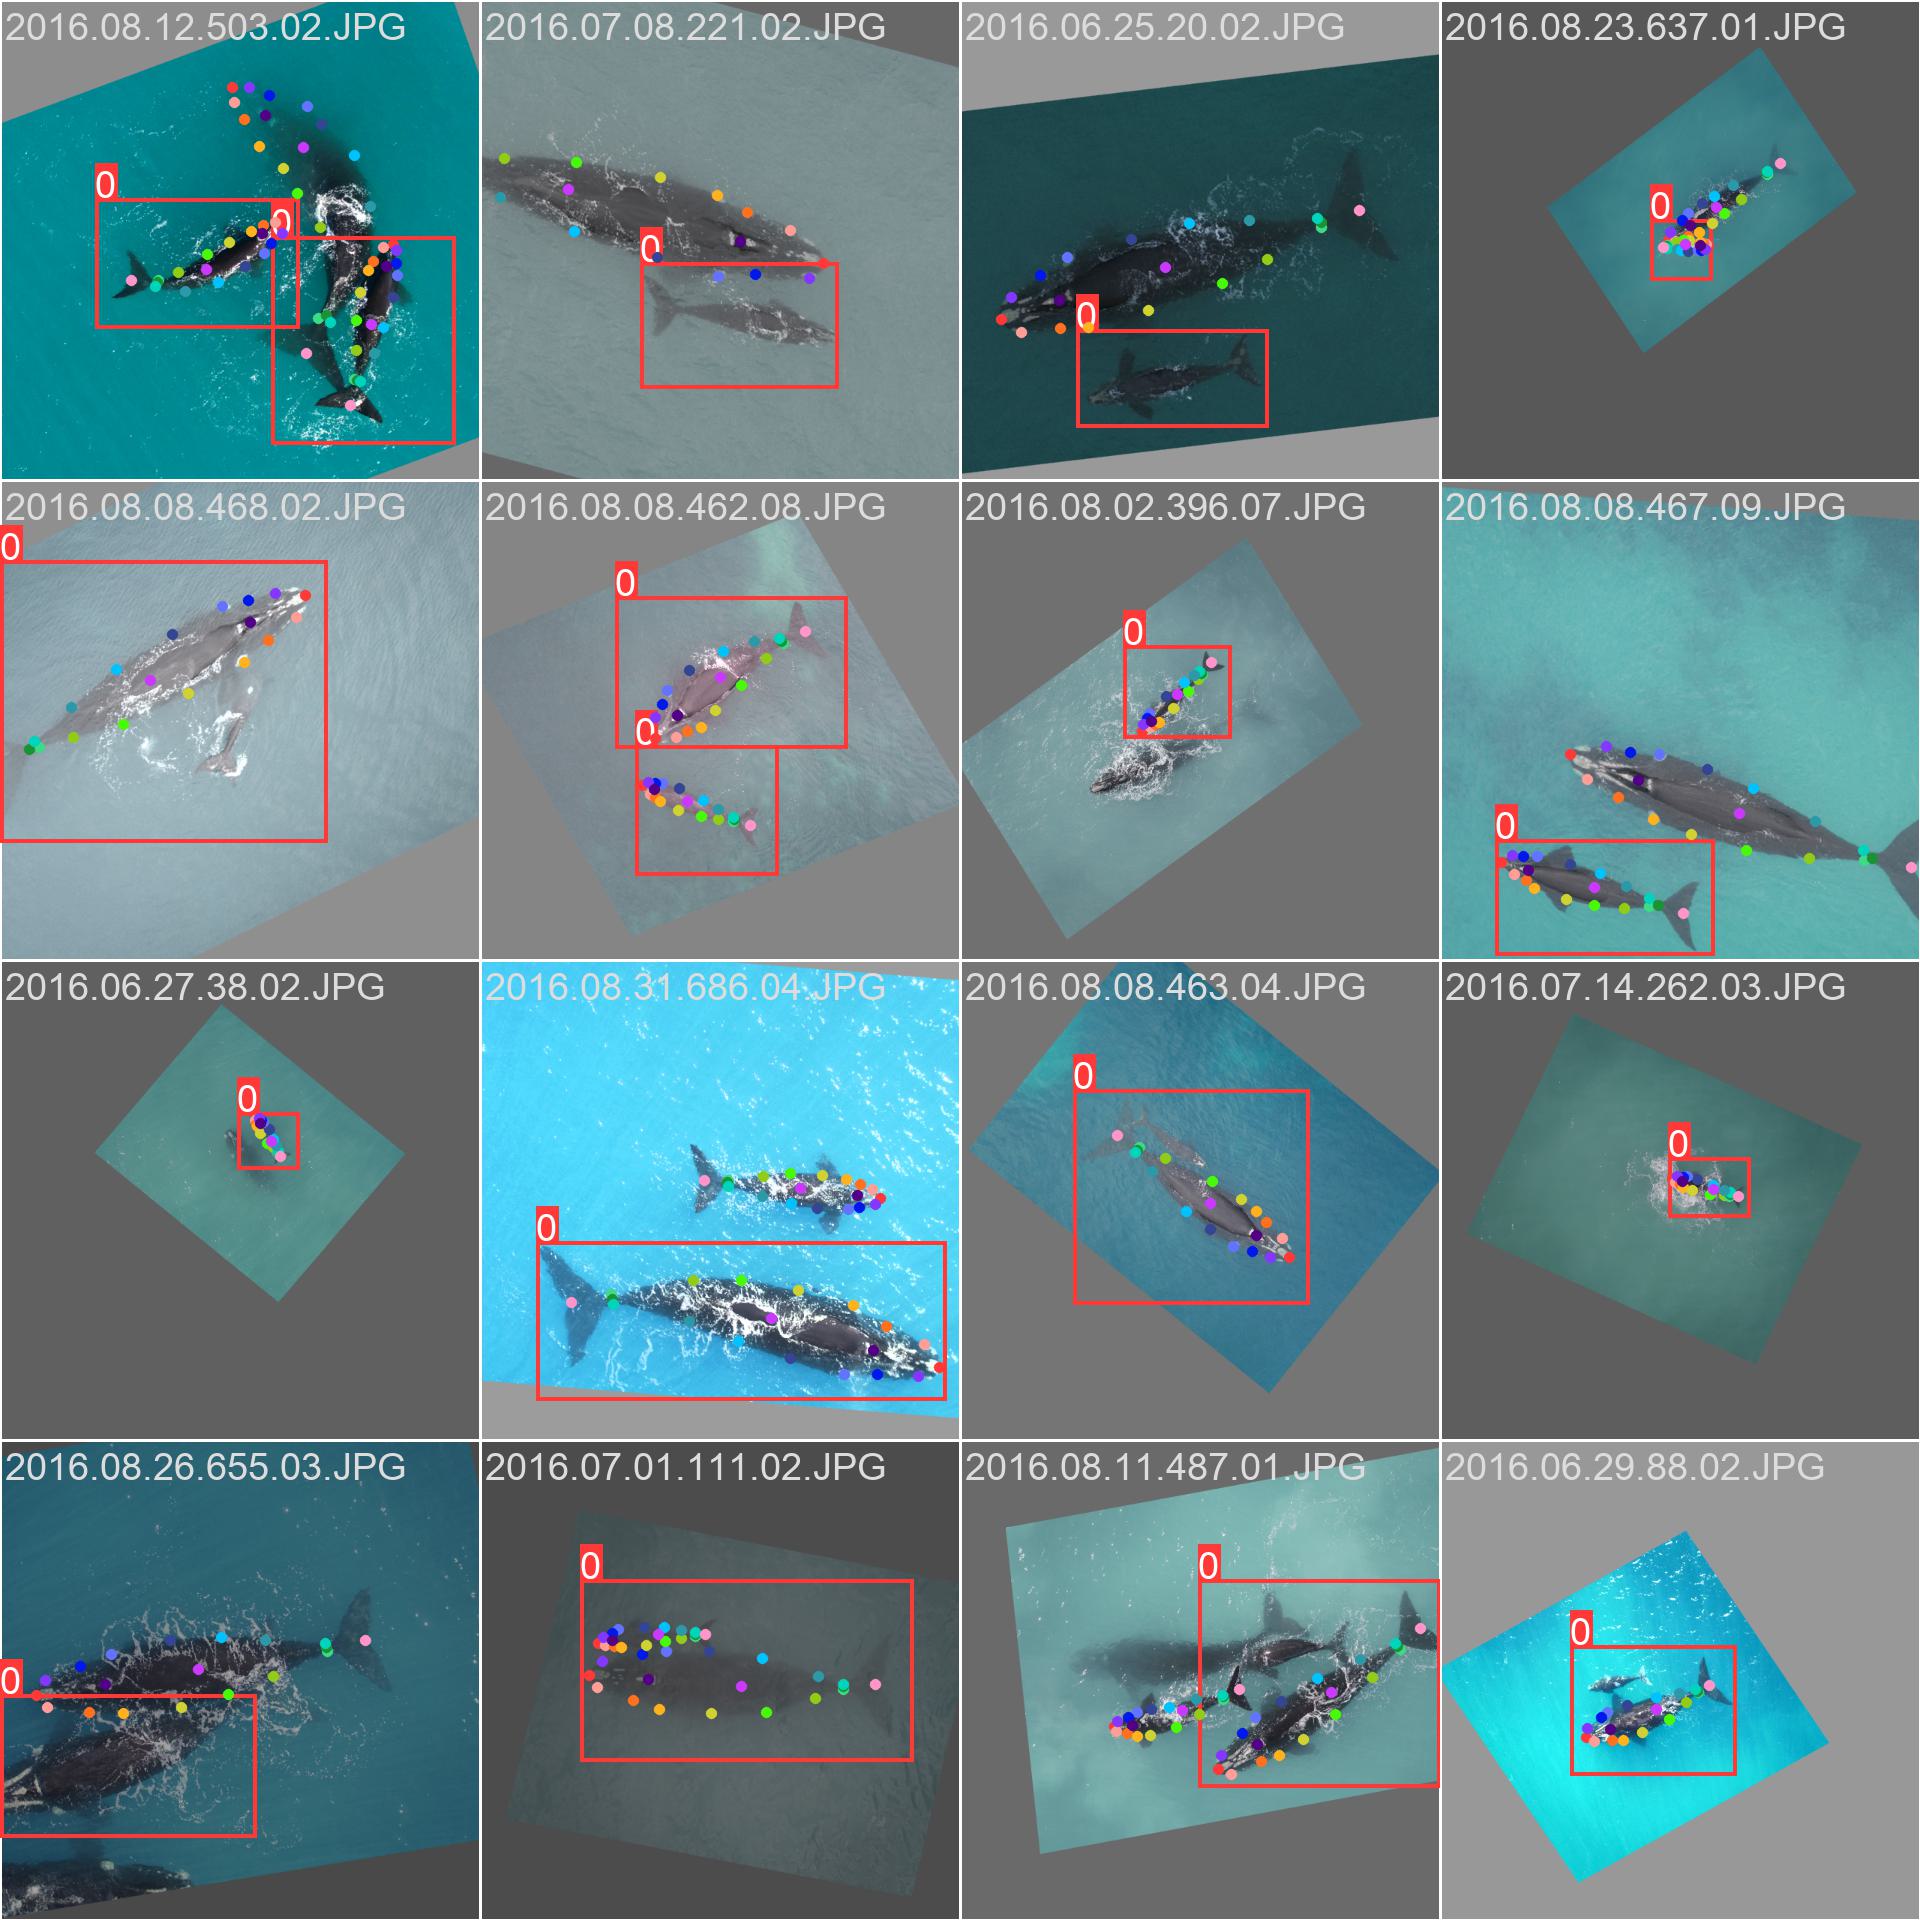 2016.08.12.503.02.JPG
2016.07.08.221.02.JPG
2016.06.25.20.02.JPG
2016.08.23.637.01.JPG
0
0
0
0
0
2016.08.08.468.02.JPG
2016.08.08.462.08.JPG
2016.08.02.396.07.JPG
2016.08.08.467.09.JPG
0
0
0
0
0
2016.06.27.38.02.JPG
2016.08.31.686.04.JPG
2016.08.08.463.04.JPG
2016.07.14.262.03.JPG
0
0
0
0
2016.08.26.655.03.JPG
2016.07.01.111.02.JPG
2016.08.11.487.01.JPG
2016.06.29.88.02.JPG
0
0
0
0